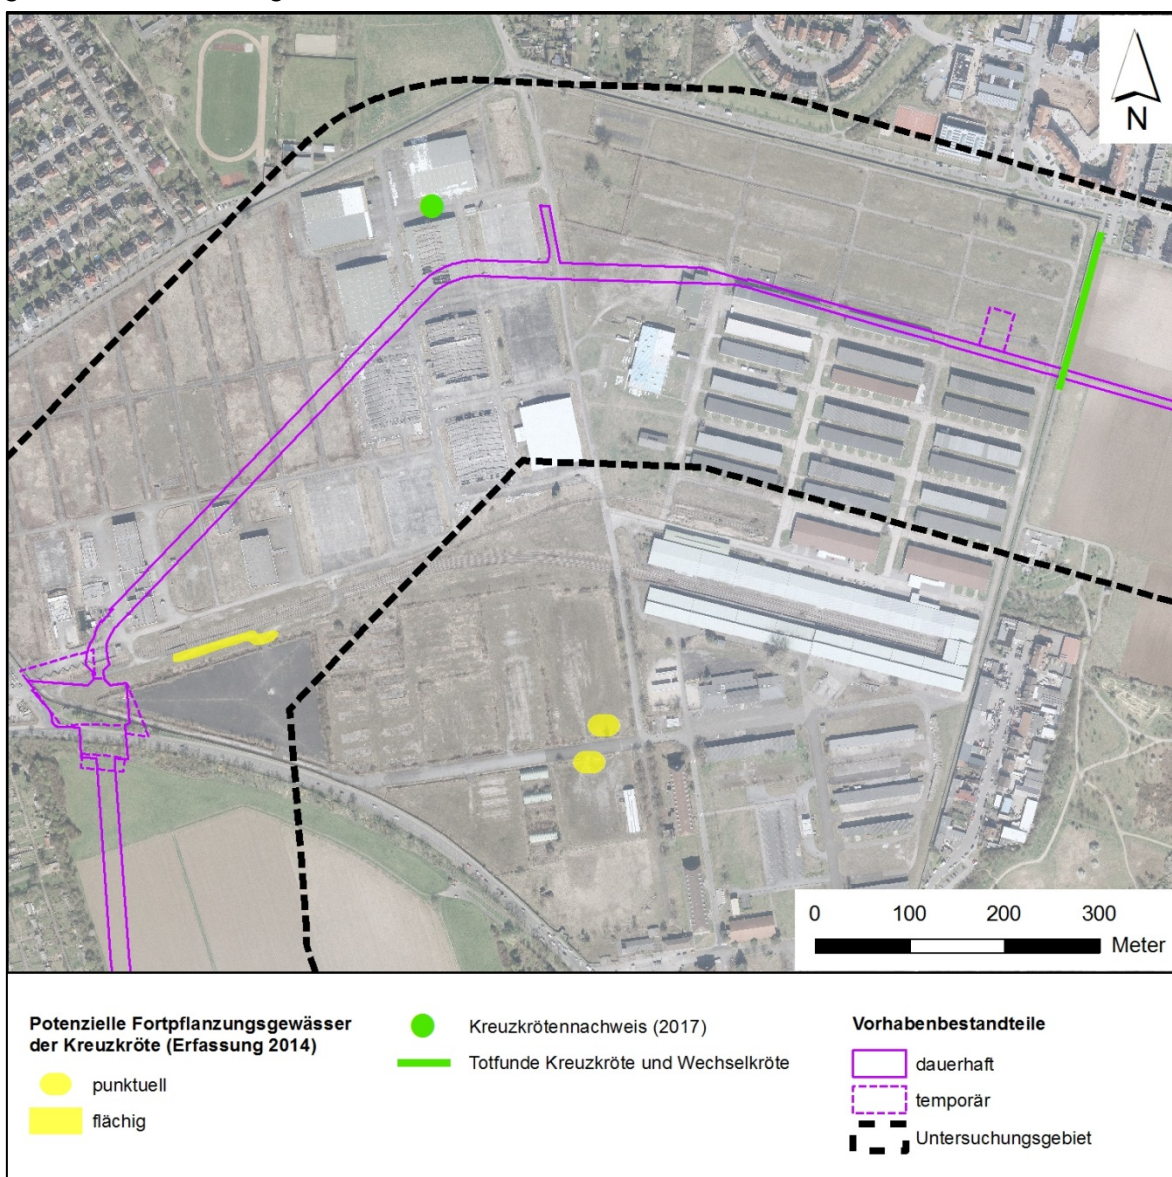 N
0 100 200 300
Meter
Potenzielle Fortpflanzungsgewässer
der Kreuzkröte (Erfassung 2014)
punktuell
flächig
Kreuzkrötennachweis (2017)
Totfunde Kreuzkröte und Wechselkröte
Vorhabenbestandteile
dauerhaft
temporär
Untersuchungsgebiet